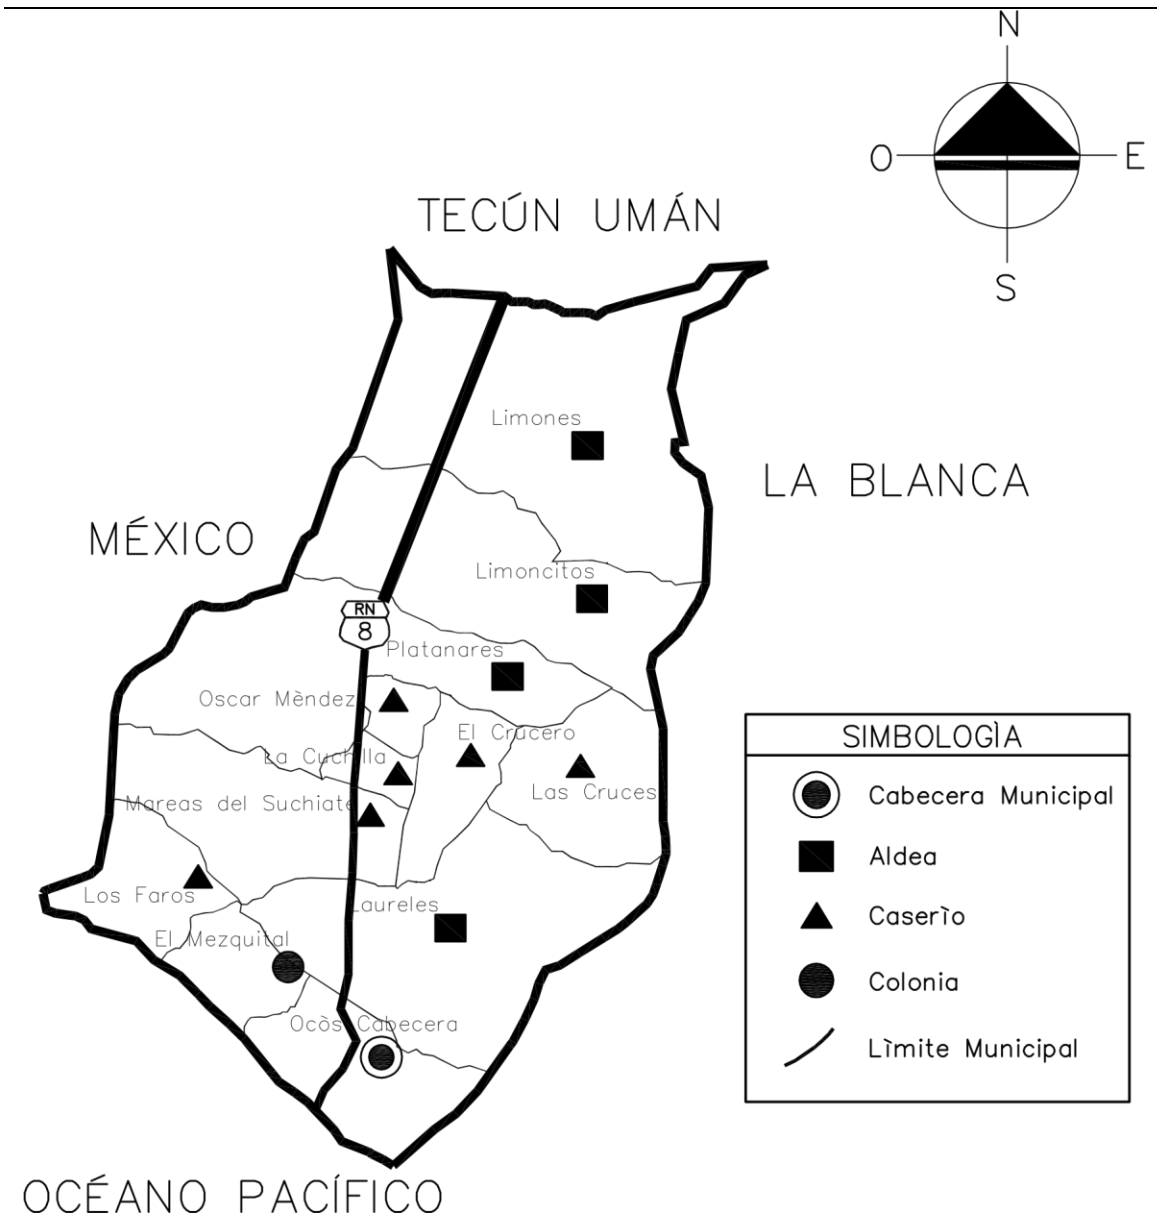 N
O
E
S
TECÚN UMÁN
Limones
LA BLANCA
MÉXICO
Limoncitos
RN
8
Platanares
Oscar Mèndez
El Crucero
La Cuchilla
Las Cruces
Mareas del Suchiate
Los Faros
Laureles
El Mezquital
Ocòs Cabecera
SIMBOLOGÌA
Cabecera Municipal
Aldea
Caserìo
Colonia
Lìmite Municipal
OCÉANO PACÍFICO